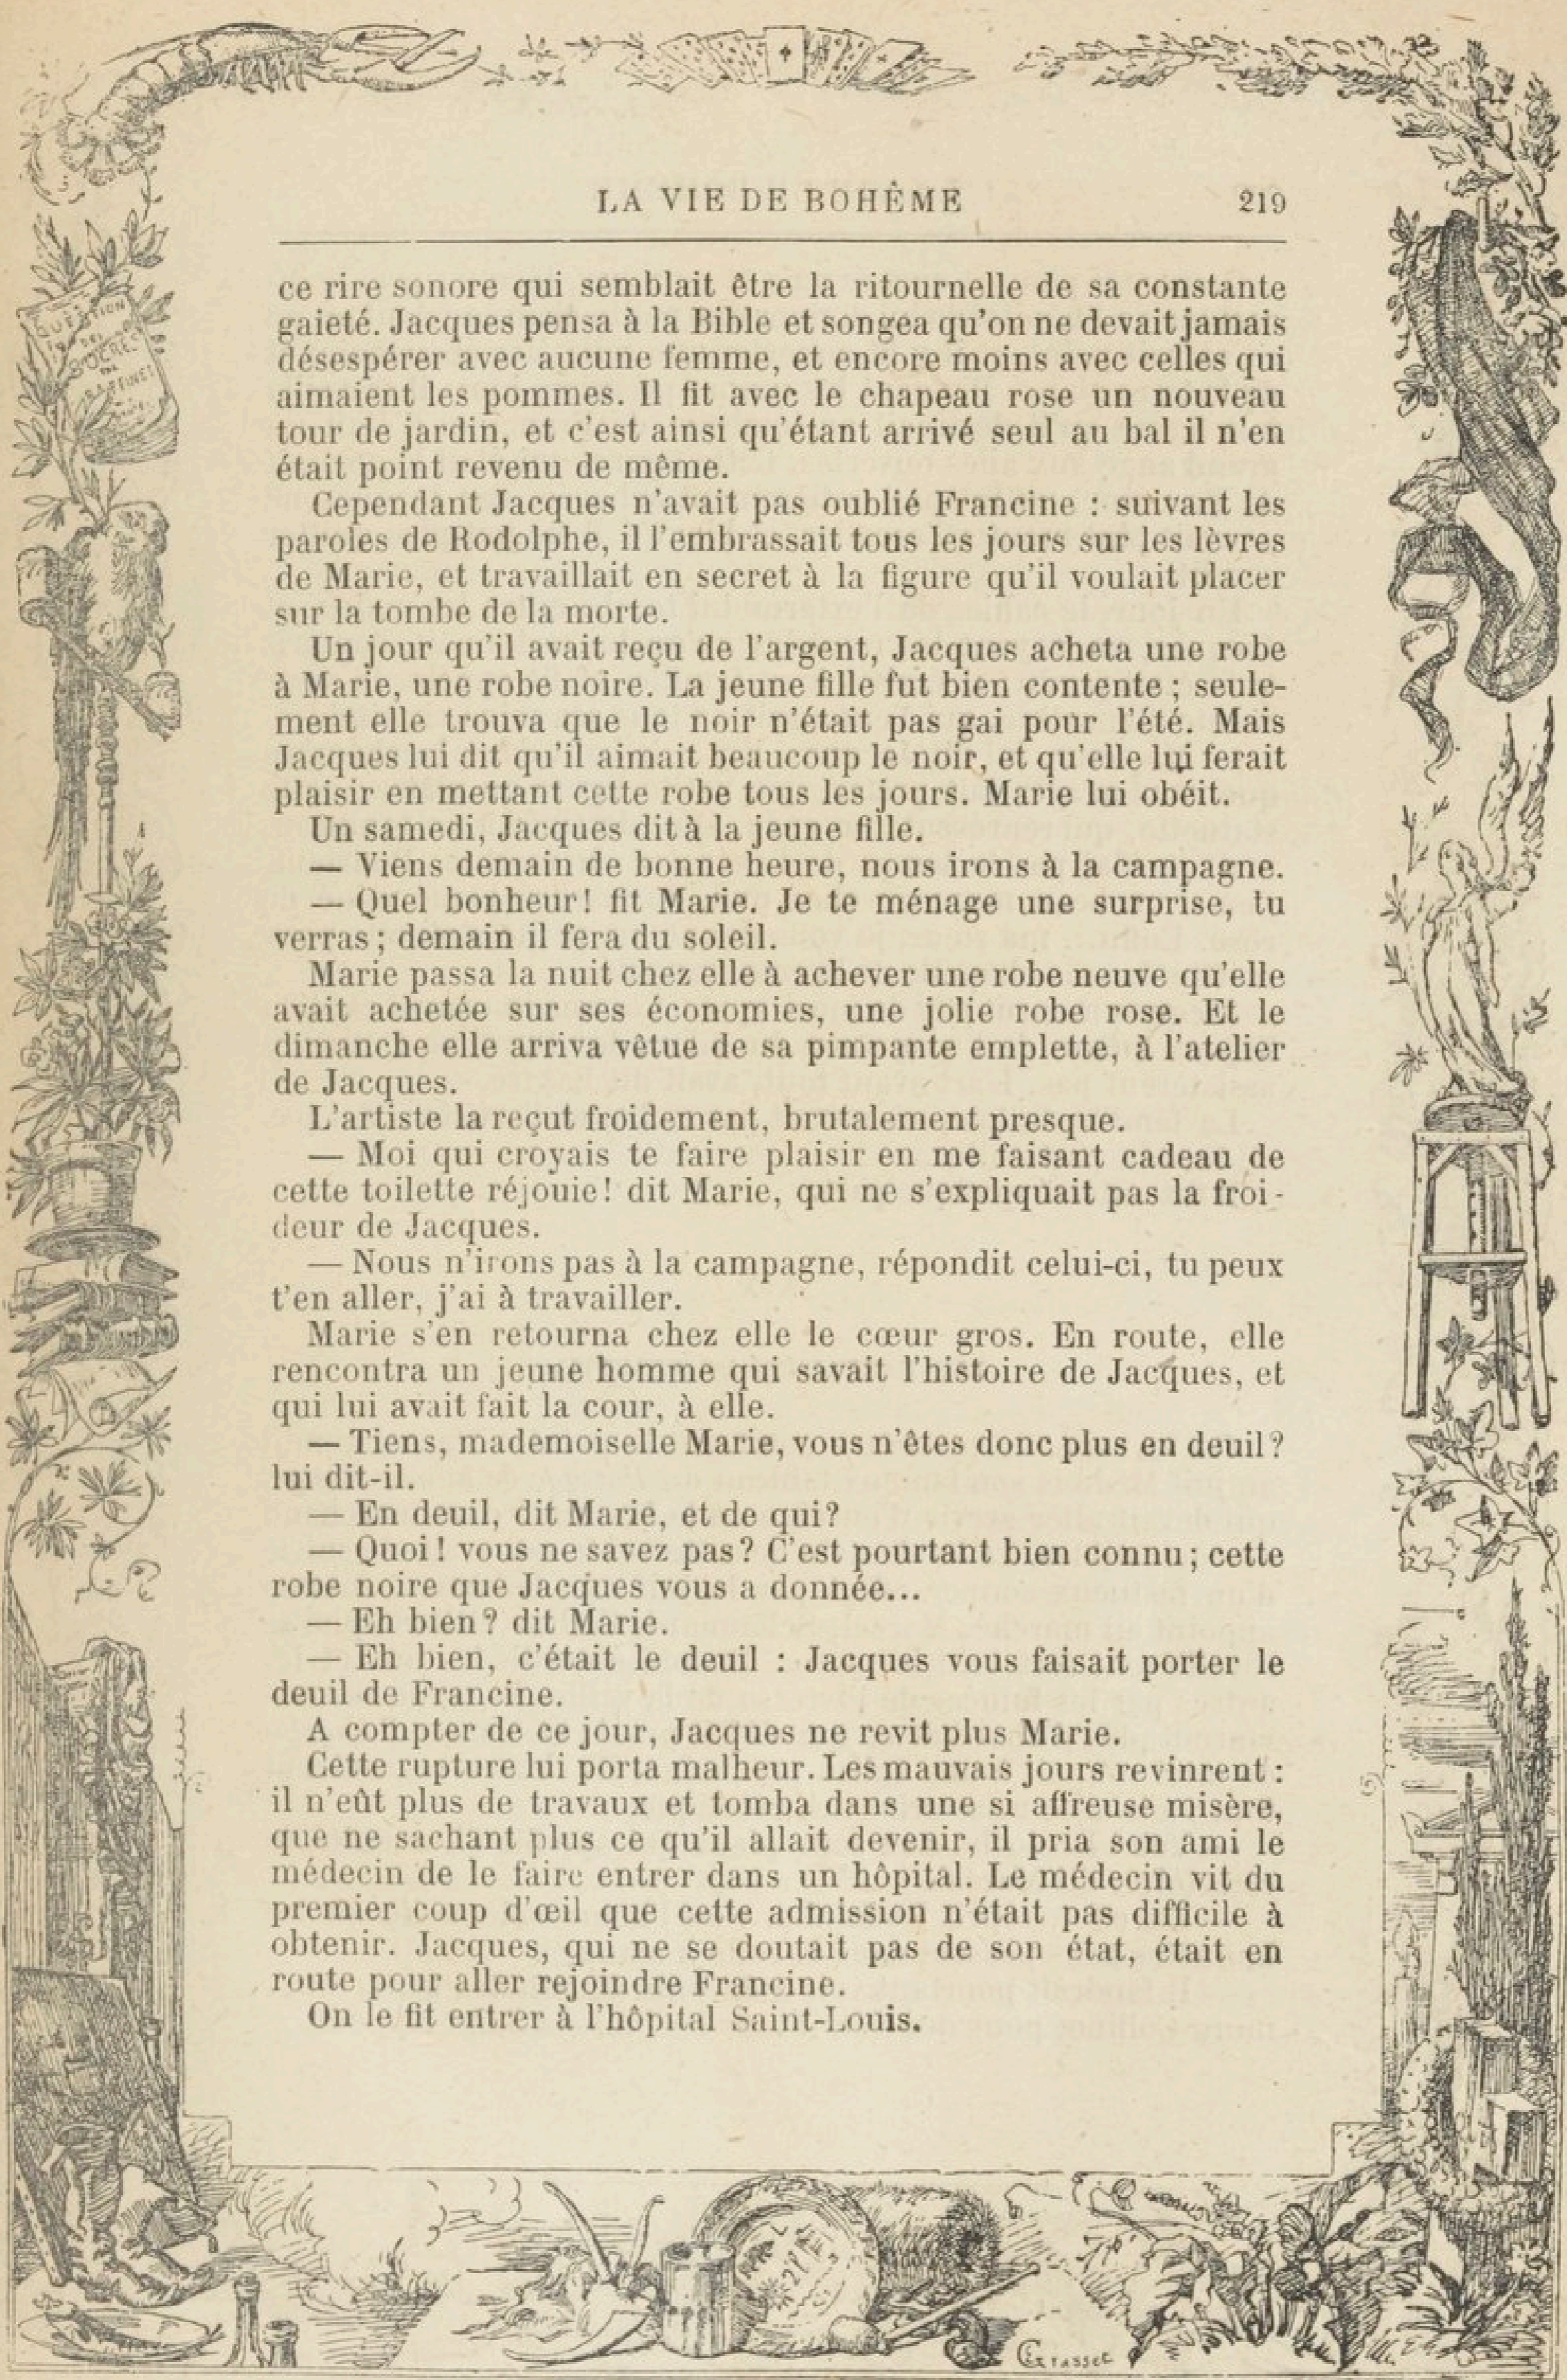 LA VIE DE BOHÊME 219
ce rire sonore qui semblait être la ritournelle de sa constante
gaieté. Jacques pensa à la Bible et songea qu'on ne devait jamais
désespérer avec aucune femme, et encore moins avec celles qui
aimaient les pommes. Il fit avec le chapeau rose un nouveau
tour de jardin, et c'est ainsi qu'étant arrivé seul au bal il n'en
était point revenu de même.
Cependant Jacques n'avait pas oublié Francine : suivant les
paroles de Rodolphe, il l'embrassait tous les jours sur les lèvres
de Marie, et travaillait en secret à la figure qu'il voulait placer
sur la tombe de la morte.
Un jour qu'il avait reçu de l'argent, Jacques acheta une robe
à Marie, une robe noire. La jeune fille fut bien contente ; seule-
ment elle trouva que le noir n'était pas gai pour l'été. Mais
Jacques lui dit qu'il aimait beaucoup le noir, et qu'elle lui ferait
plaisir en mettant cette robe tous les jours. Marie lui obéit.
Un samedi, Jacques dit à la jeune fille.
— Viens demain de bonne heure, nous irons à la campagne.
— Quel bonheur! fit Marie. Je te ménage une surprise, tu
verras ; demain il fera du soleil.
Marie passa la nuit chez elle à achever une robe neuve qu'elle
avait achetée sur ses économies, une jolie robe rose. Et le
dimanche elle arriva vêtue de sa pimpante emplette, à l'atelier
de Jacques.
L'artiste la reçut froidement, brutalement presque.
— Moi qui croyais te faire plaisir en me faisant cadeau de
cette toilette réjouie! dit Marie, qui ne s'expliquait pas la froi-
deur de Jacques.
— Nous n'irons pas à la campagne, répondit celui-ci, tu peux
t'en aller, j'ai à travailler.
Marie s'en retourna chez elle le cœur gros. En route, elle
rencontra un jeune homme qui savait l'histoire de Jacques, et
qui lui avait fait la cour, à elle.
— Tiens, mademoiselle Marie, vous n'êtes donc plus en deuil ?
lui dit-il.
— En deuil, dit Marie, et de qui?
— Quoi ! vous ne savez pas ? C'est pourtant bien connu ; cette
robe noire que Jacques vous a donnée...
— Eh bien ? dit Marie.
— Eh bien, c'était le deuil : Jacques vous faisait porter le
deuil de Francine.
A compter de ce jour, Jacques ne revit plus Marie.
Cette rupture lui porta malheur. Les mauvais jours revinrent :
il n'eût plus de travaux et tomba dans une si affreuse misère,
que ne sachant plus ce qu'il allait devenir, il pria son ami le
médecin de le faire entrer dans un hôpital. Le médecin vit du
premier coup d'œil que cette admission n'était pas difficile à
obtenir. Jacques, qui ne se doutait pas de son état, était en
route pour aller rejoindre Francine.
On le fit entrer à l'hôpital Saint-Louis.
Grasset